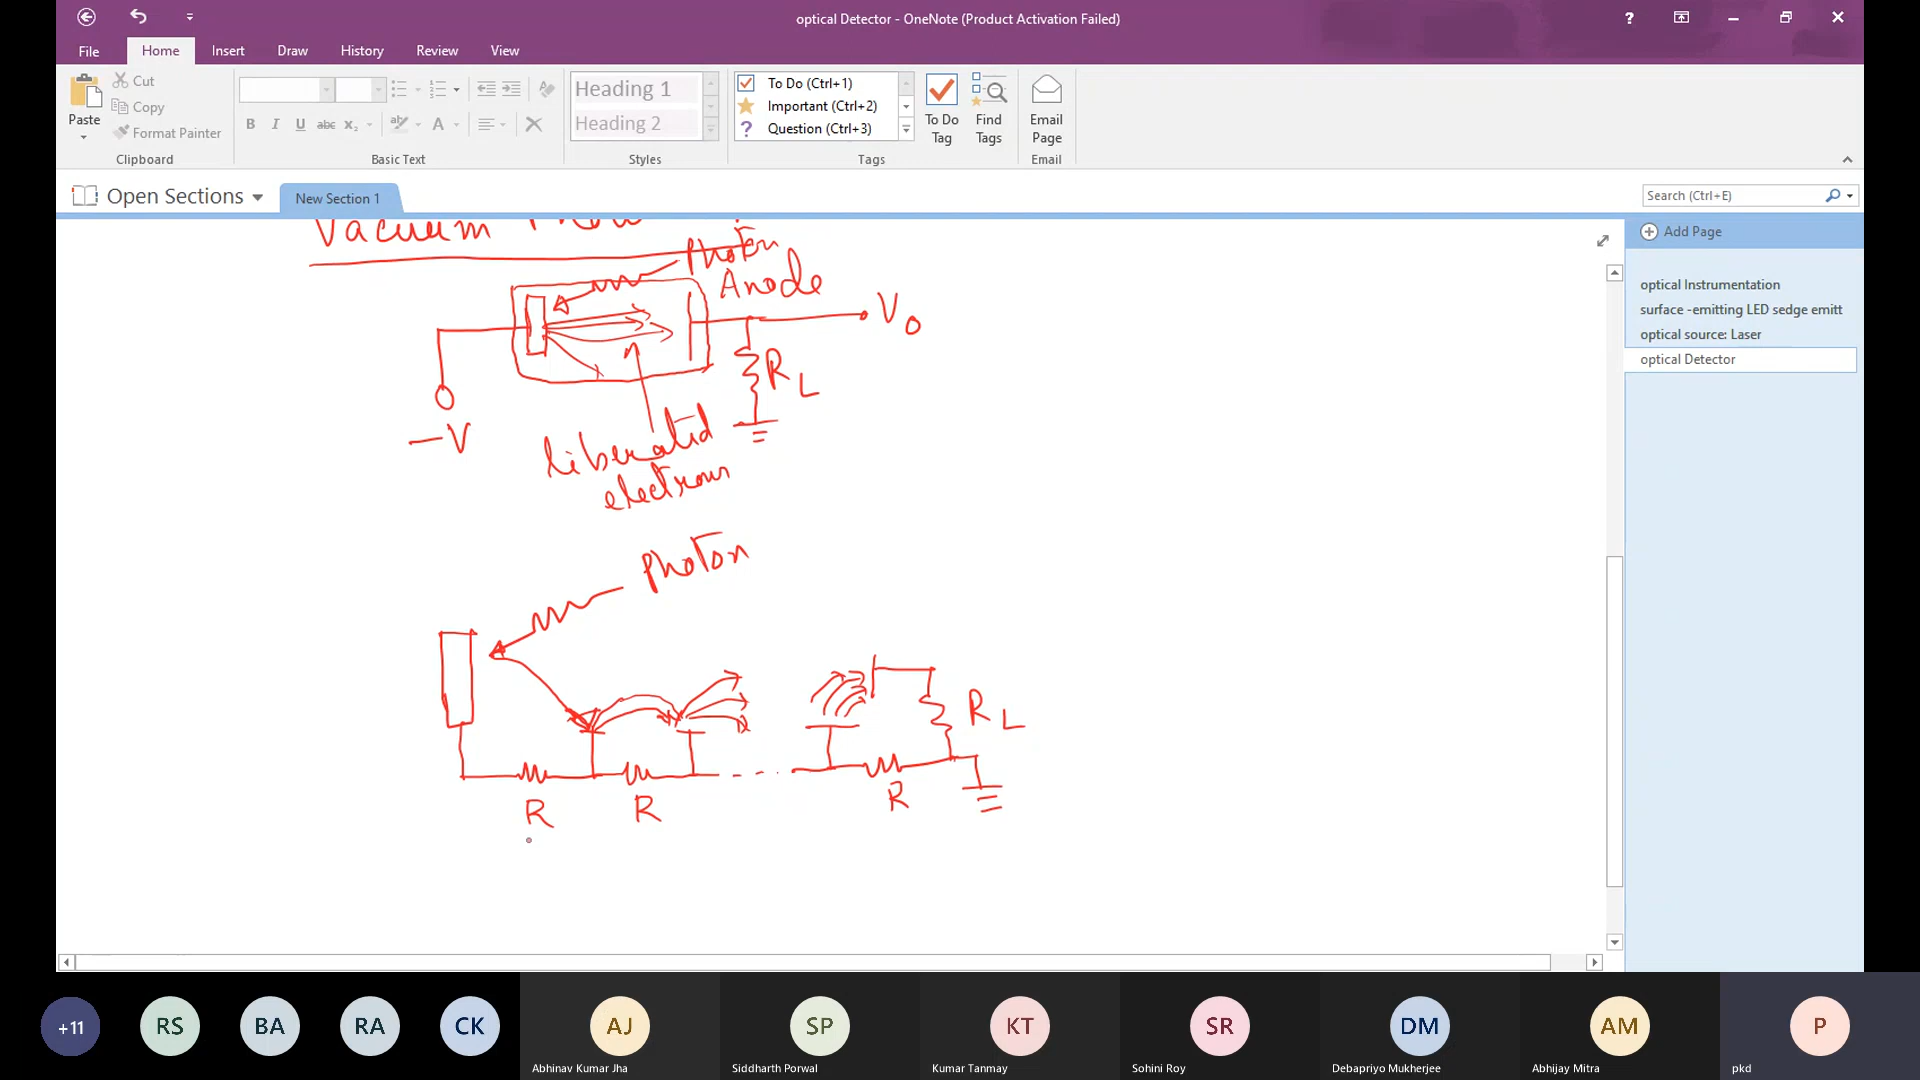 optical Detector - OneNote (Product Activation Failed)
?
File Home Insert Draw History Review View
Paste
Cut
Copy
Format Painter
Clipboard
B I U abc x₂ ab A
Basic Text
Heading 1
Heading 2
Styles
To Do (Ctrl+1)
Important (Ctrl+2)
? Question (Ctrl+3)
To Do Tag
Find Tags
Tags
Email Page
Email
Open Sections
New Section 1
Search (Ctrl+E)
Add Page
optical Instrumentation
surface -emitting LED sedge emitt
optical source: Laser
optical Detector
Vacuum
photon
Anode
V0
RL
-V
liberated
electrons
photon
RL
R R R
+11 RS BA RA CK AJ SP KT SR DM AM P
Abhinav Kumar Jha Siddharth Porwal Kumar Tanmay Sohini Roy Debapriyo Mukherjee Abhijay Mitra pkd